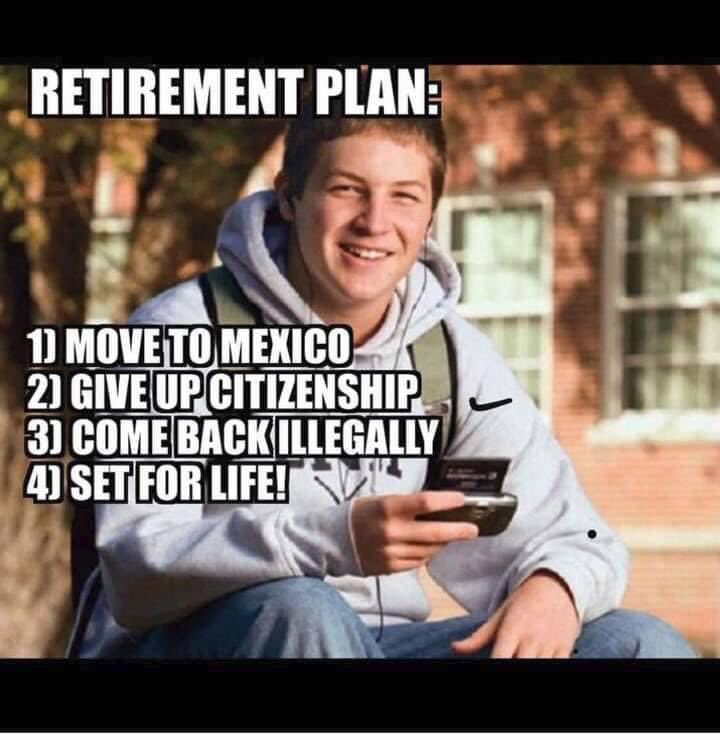 RETIREMENT PLAN:
1) MOVE TO MEXICO
2) GIVE UP CITIZENSHIP
3) COME BACK ILLEGALLY
4) SET FOR LIFE!